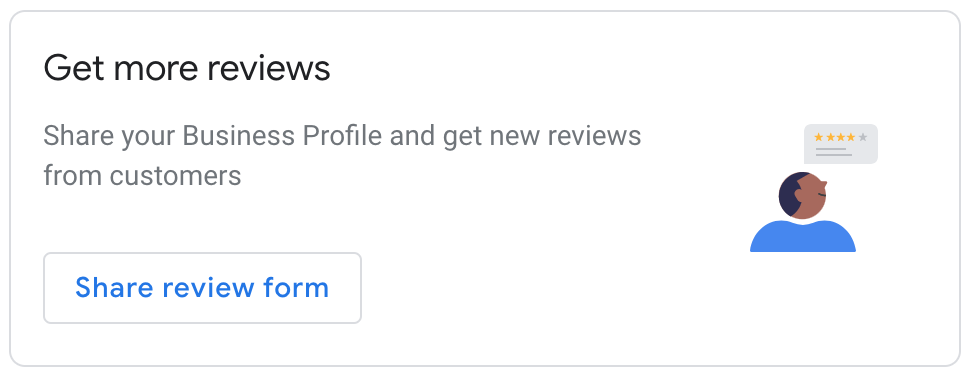 Get more reviews
Share your Business Profile and get new reviews
from customers
Share review form